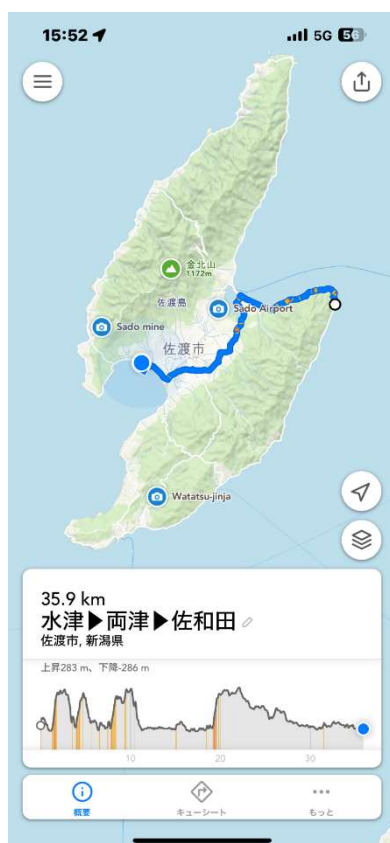 15:52
5G 56
金北山
1172m
佐渡島
Sado Airport
Sado mine
佐渡市
Watatsu-jinja
35.9 km
水津▶両津▶佐和田
佐渡市, 新潟県
上昇283 m、下降-286 m
10 20 30
概要 キューシート もっと